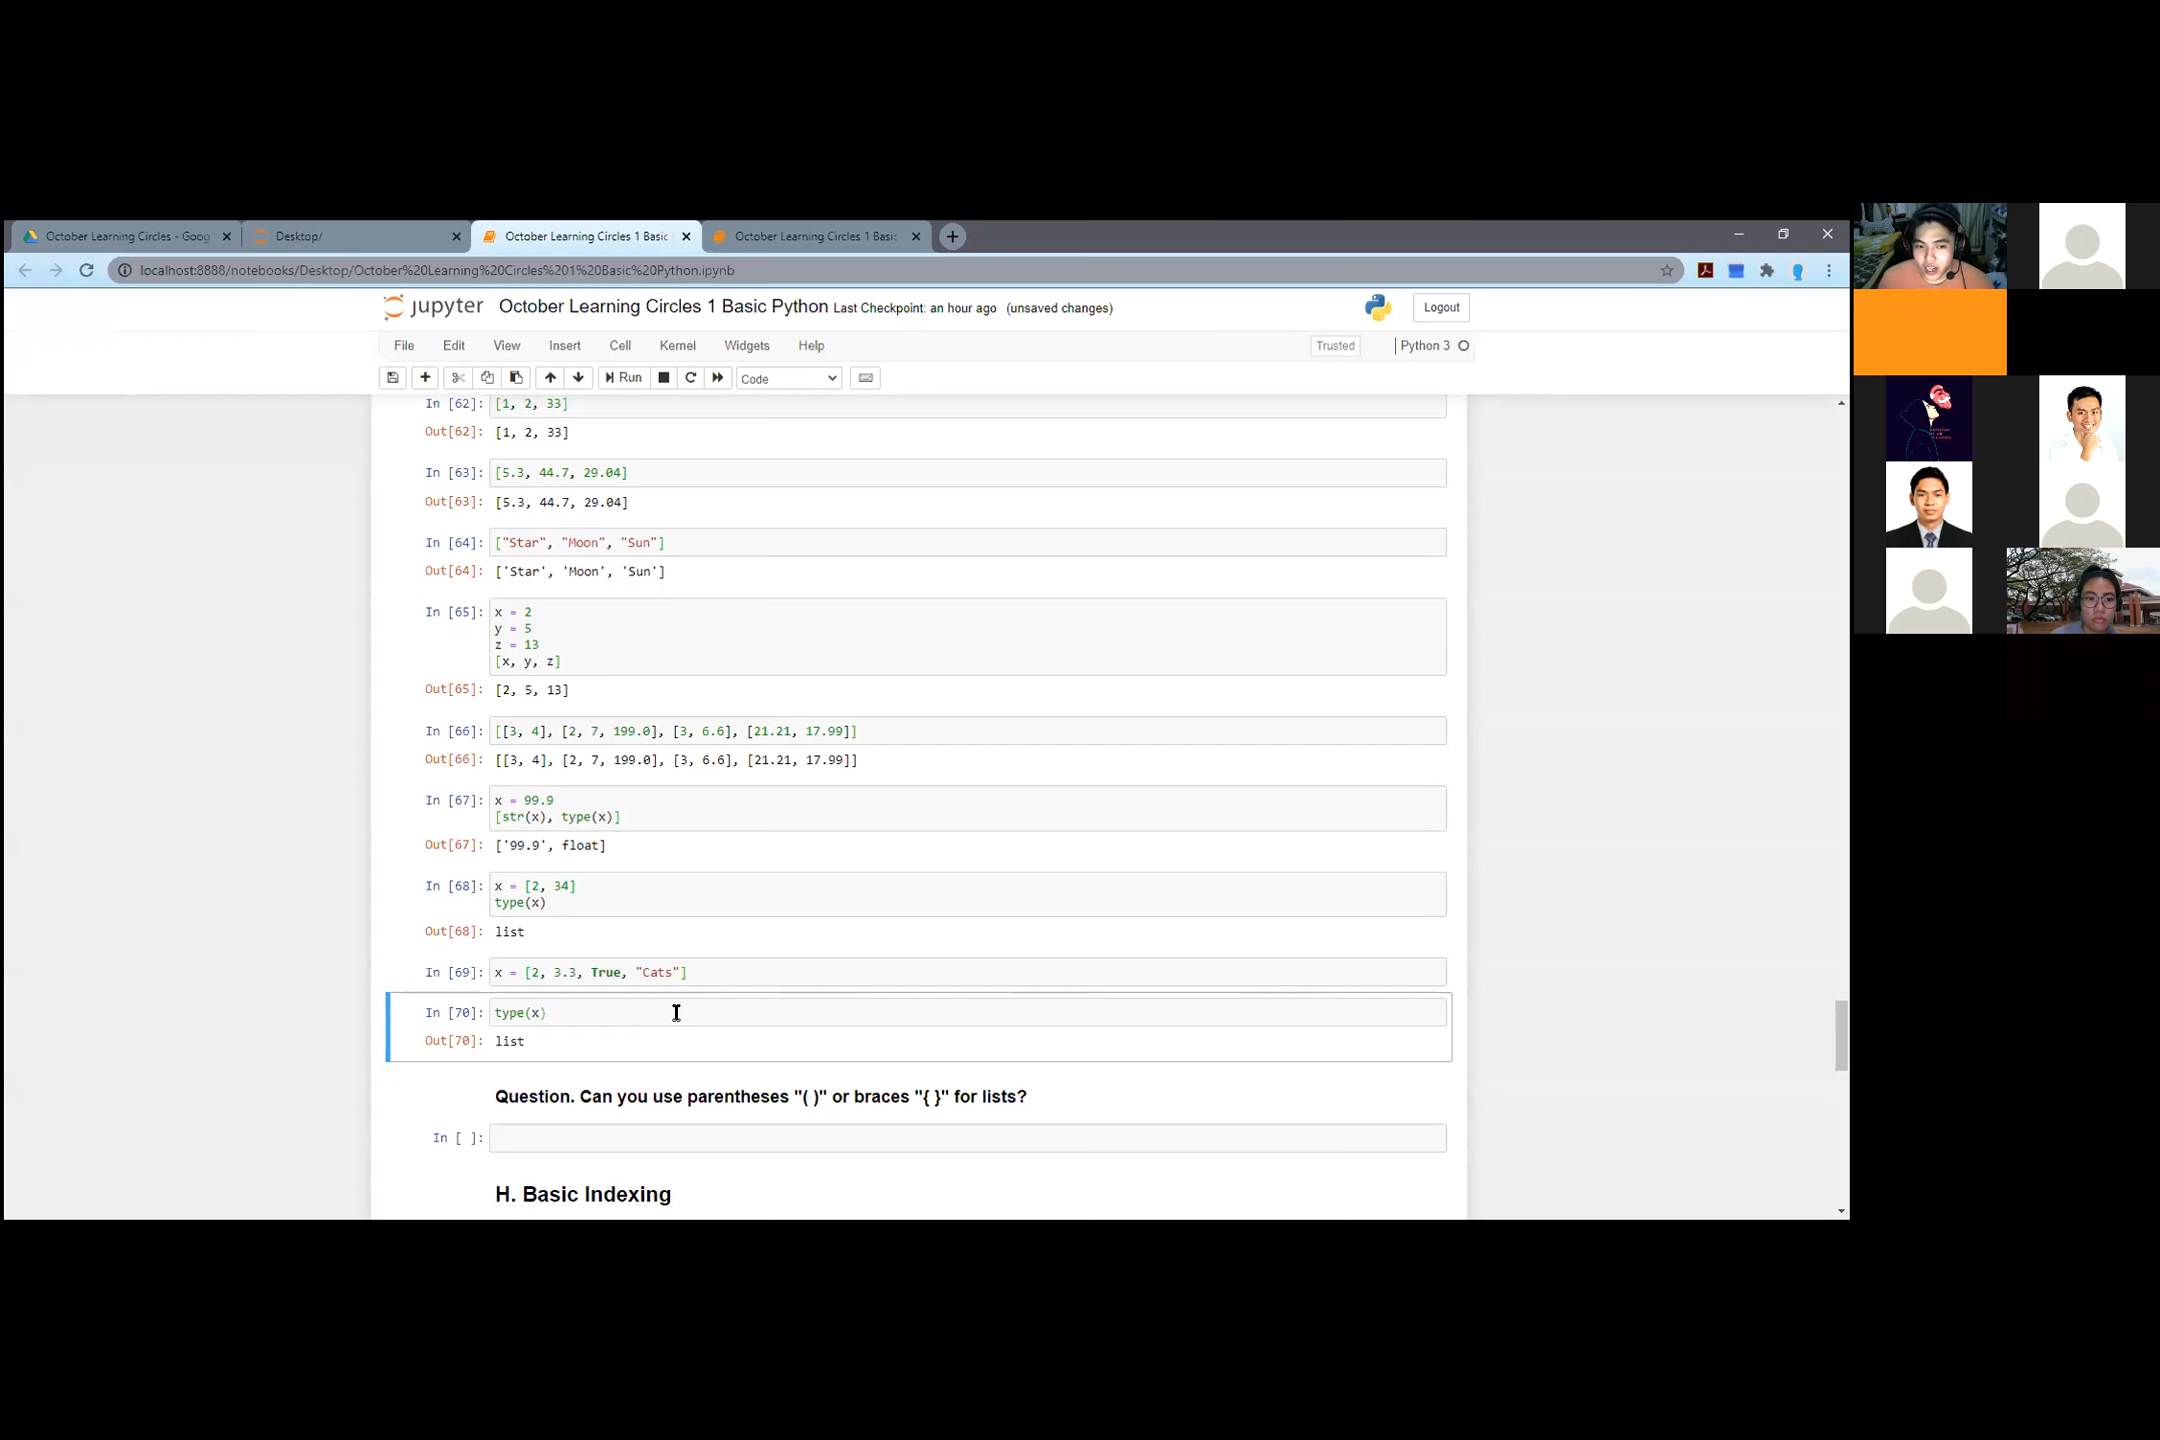 October Learning Circles - Goog
Desktop/
October Learning Circles 1 Basic
October Learning Circles 1 Basic
localhost:8888/notebooks/Desktop/October%20Learning%20Circles%201%20Basic%20Python.ipynb
jupyter October Learning Circles 1 Basic Python Last Checkpoint: an hour ago (unsaved changes)
Logout
File Edit View Insert Cell Kernel Widgets Help
Trusted
Python 3
Run
Code
In [62]: [1, 2, 33]
Out[62]: [1, 2, 33]
In [63]: [5.3, 44.7, 29.04]
Out[63]: [5.3, 44.7, 29.04]
In [64]: ["Star", "Moon", "Sun"]
Out[64]: ['Star', 'Moon', 'Sun']
In [65]: x = 2
y = 5
z = 13
[x, y, z]
Out[65]: [2, 5, 13]
In [66]: [[3, 4], [2, 7, 199.0], [3, 6.6], [21.21, 17.99]]
Out[66]: [[3, 4], [2, 7, 199.0], [3, 6.6], [21.21, 17.99]]
In [67]: x = 99.9
[str(x), type(x)]
Out[67]: ['99.9', float]
In [68]: x = [2, 34]
type(x)
Out[68]: list
In [69]: x = [2, 3.3, True, "Cats"]
In [70]: type(x)
Out[70]: list
Question. Can you use parentheses "( )" or braces "{ }" for lists?
In [ ]:
H. Basic Indexing